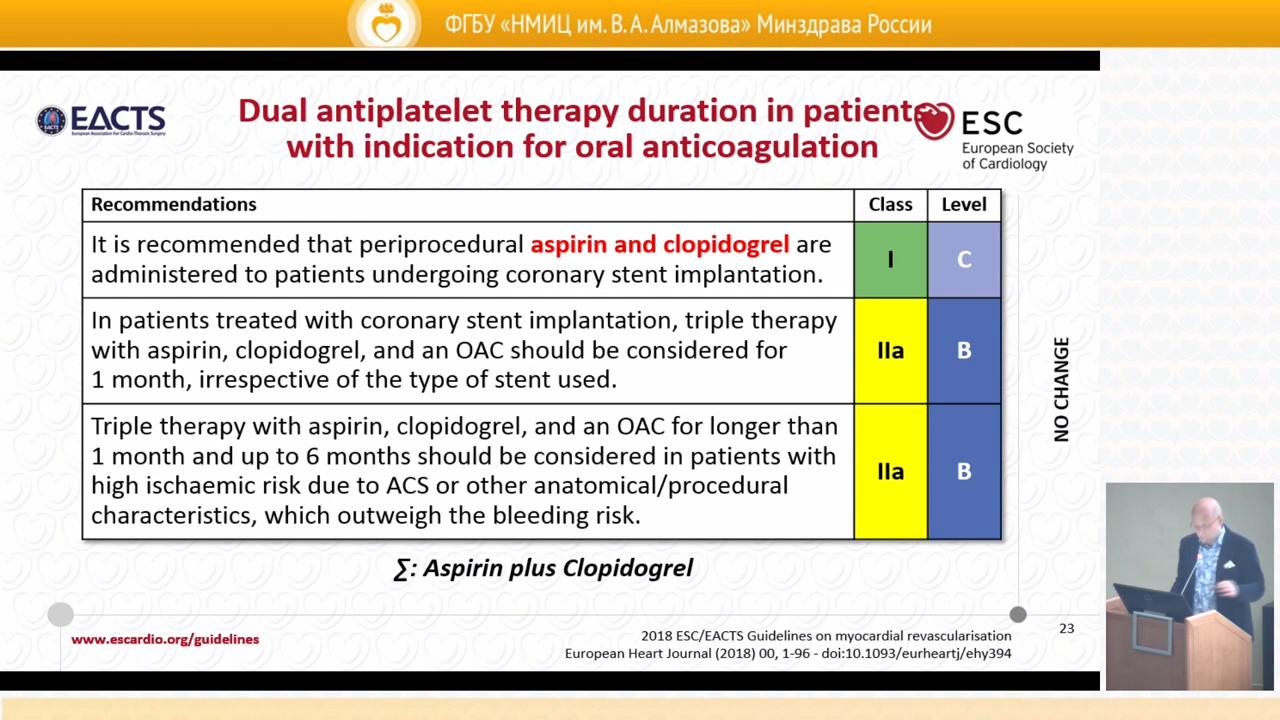 ФГБУ «НМИЦ им. В. А. Алмазова» Минздрава России
EACTS
European Association For Cardio-Thoracic Surgery
Dual antiplatelet therapy duration in patients
with indication for oral anticoagulation
ESC
European Society
of Cardiology
Recommendations Class Level
It is recommended that periprocedural aspirin and clopidogrel are
administered to patients undergoing coronary stent implantation.
I C
In patients treated with coronary stent implantation, triple therapy
with aspirin, clopidogrel, and an OAC should be considered for
1 month, irrespective of the type of stent used.
IIa B
Triple therapy with aspirin, clopidogrel, and an OAC for longer than
1 month and up to 6 months should be considered in patients with
high ischaemic risk due to ACS or other anatomical/procedural
characteristics, which outweigh the bleeding risk.
IIa B
NO CHANGE
∑: Aspirin plus Clopidogrel
www.escardio.org/guidelines
2018 ESC/EACTS Guidelines on myocardial revascularisation
European Heart Journal (2018) 00, 1-96 - doi:10.1093/eurheartj/ehy394
23